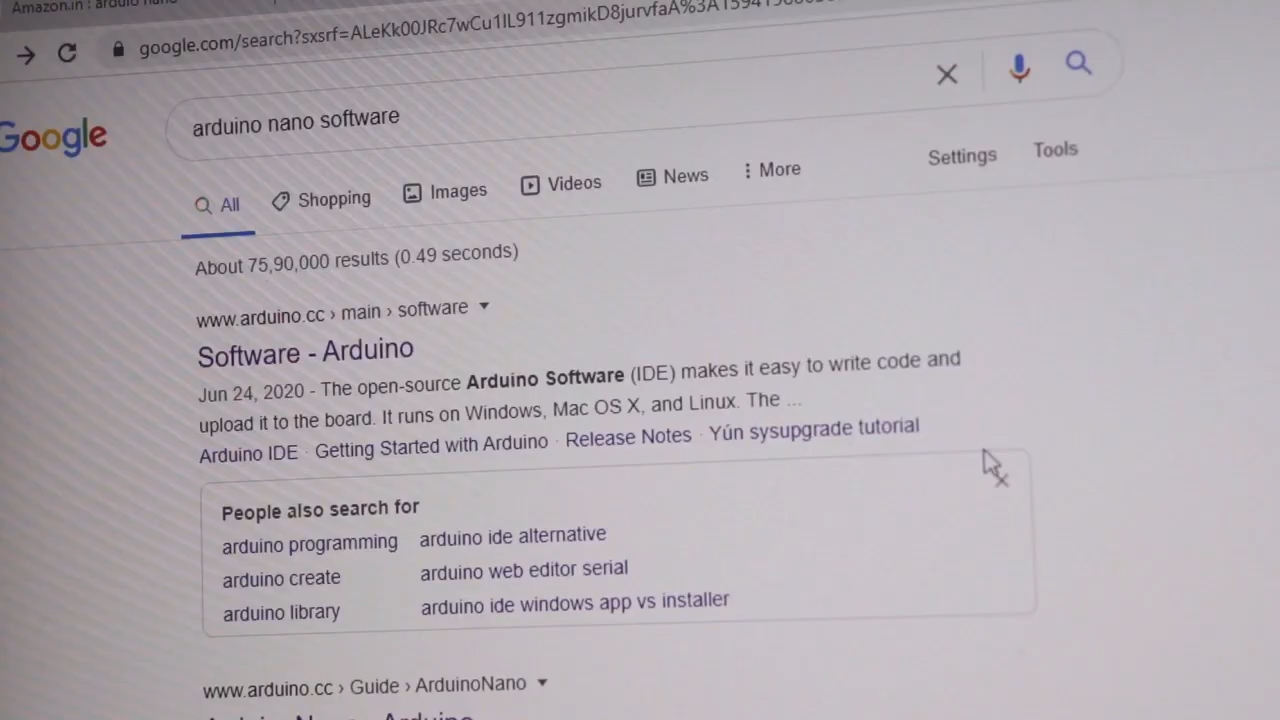 Amazon.in : arduio nano
google.com/search?sxsrf=ALeKk00JRc7wCu1IL911zgmikD8jurvfaA%3A1594
Google
arduino nano software
All Shopping Images Videos News More Settings Tools
About 75,90,000 results (0.49 seconds)
www.arduino.cc › main › software
Software - Arduino
Jun 24, 2020 - The open-source Arduino Software (IDE) makes it easy to write code and
upload it to the board. It runs on Windows, Mac OS X, and Linux. The ...
Arduino IDE · Getting Started with Arduino · Release Notes · Yún sysupgrade tutorial
People also search for
arduino programming arduino ide alternative
arduino create arduino web editor serial
arduino library arduino ide windows app vs installer
www.arduino.cc › Guide › ArduinoNano